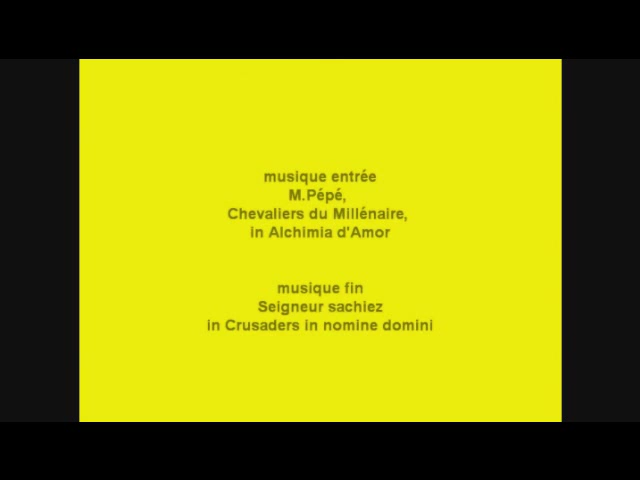 musique entrée
M.Pépé,
Chevaliers du Millénaire,
in Alchimia d'Amor
musique fin
Seigneur sachiez
in Crusaders in nomine domini